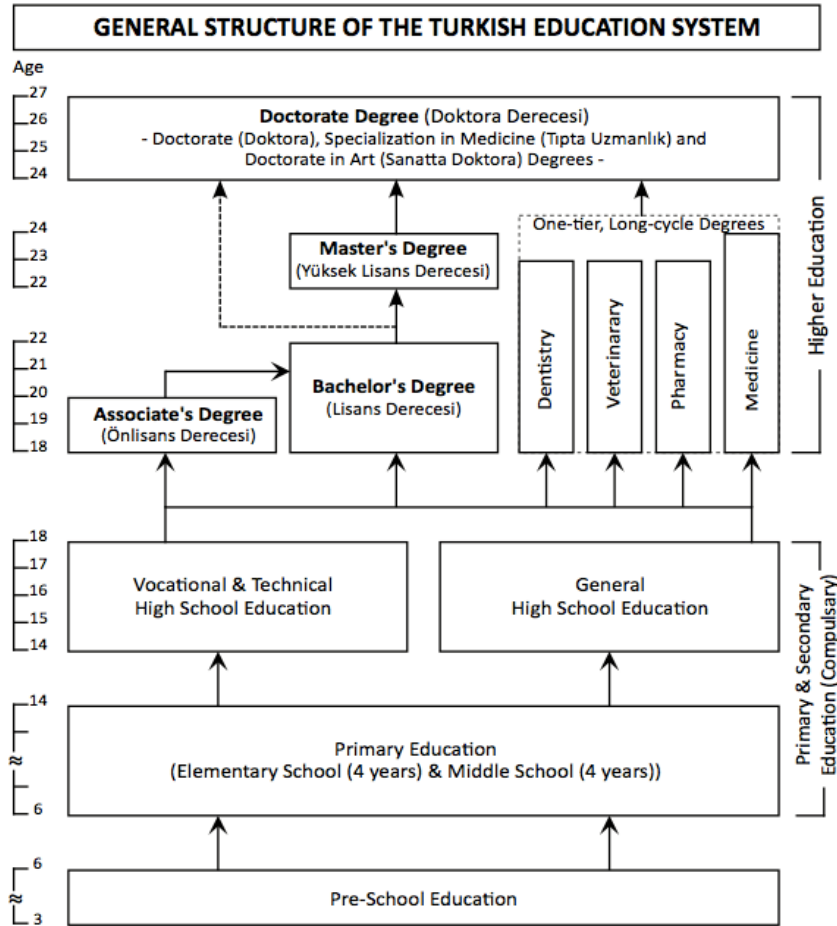 GENERAL STRUCTURE OF THE TURKISH EDUCATION SYSTEM
Age
27
26
25
24
Doctorate Degree (Doktora Derecesi)
- Doctorate (Doktora), Specialization in Medicine (Tıpta Uzmanlık) and
Doctorate in Art (Sanatta Doktora) Degrees -
24
23
22
Master's Degree
(Yüksek Lisans Derecesi)
One-tier, Long-cycle Degrees
22
21
20
19
18
Associate's Degree
(Önlisans Derecesi)
Bachelor's Degree
(Lisans Derecesi)
Dentistry
Veterinarary
Pharmacy
Medicine
Higher Education
18
17
16
15
14
Vocational & Technical
High School Education
General
High School Education
14
≈
6
Primary Education
(Elementary School (4 years) & Middle School (4 years))
Primary & Secondary
Education (Compulsary)
6
≈
3
Pre-School Education